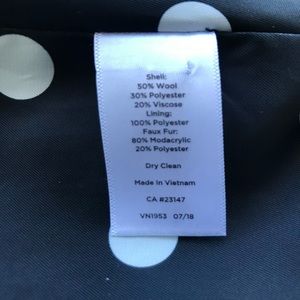 Shell:
50% Wool
30% Polyester
20% Viscose
Lining:
100% Polyester
Faux Fur:
80% Modacrylic
20% Polyester
Dry Clean
Made in Vietnam
CA #23147
VN1953 07/18